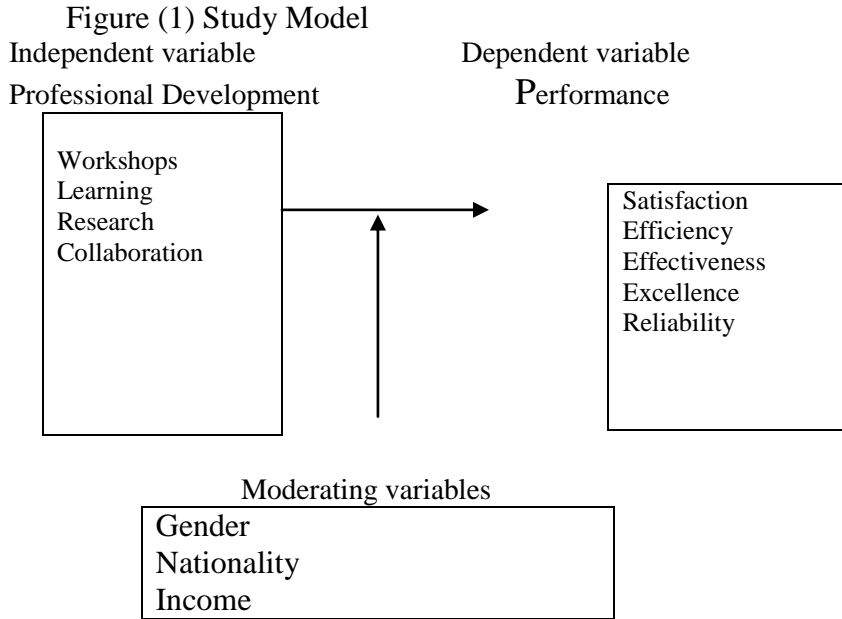 Figure (1) Study Model
Independent variable
Dependent variable
Professional Development
Performance
Workshops
Learning
Research
Collaboration
Satisfaction
Efficiency
Effectiveness
Excellence
Reliability
Moderating variables
Gender
Nationality
Income